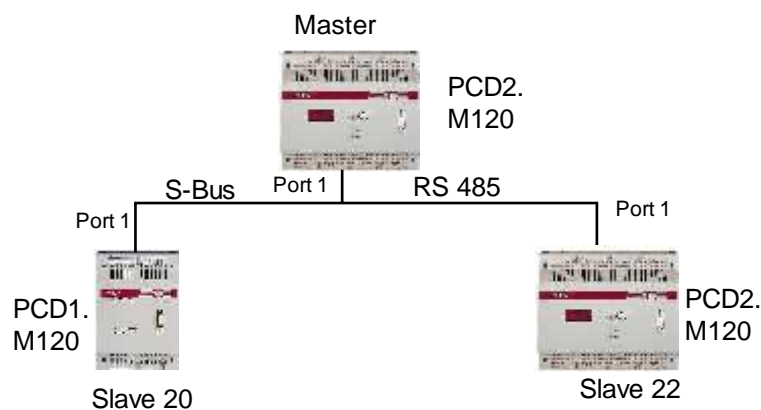 Master
PCD2.
M120
S-Bus
Port 1
RS 485
Port 1
Port 1
PCD1.
M120
PCD2.
M120
Slave 20
Slave 22